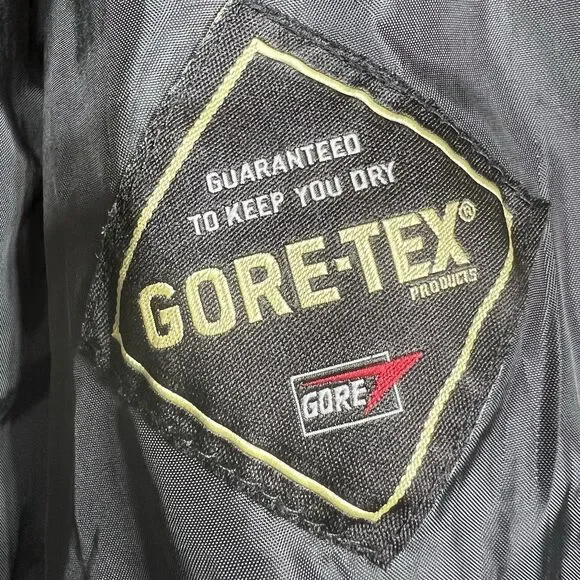 GUARANTEED
TO KEEP YOU DRY
GORE-TEX®
PRODUCTS
GORE